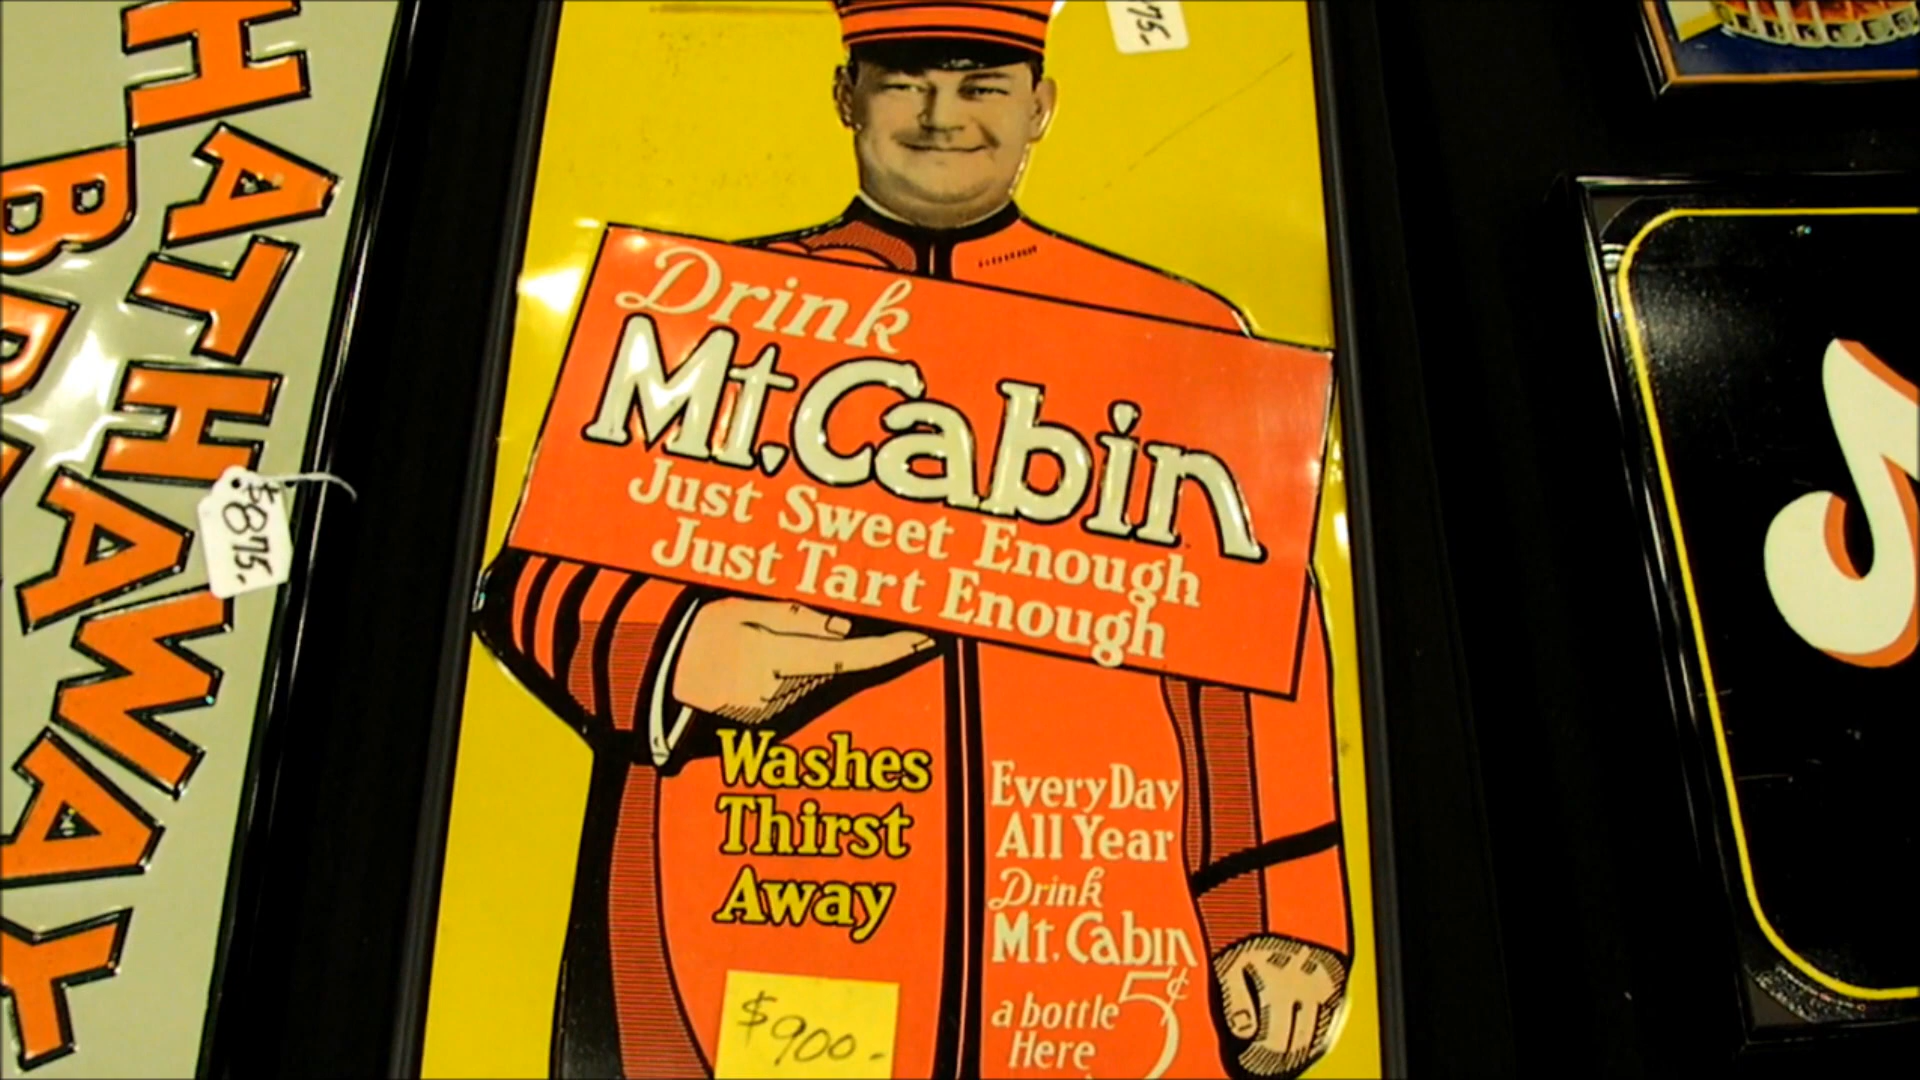 HATHAWAY
$875.
75.
Drink
Mt. Cabin
Just Sweet Enough
Just Tart Enough
Washes
Thirst
Away
Every Day
All Year
Drink
Mt. Cabin
5¢
a bottle
Here
$900.-